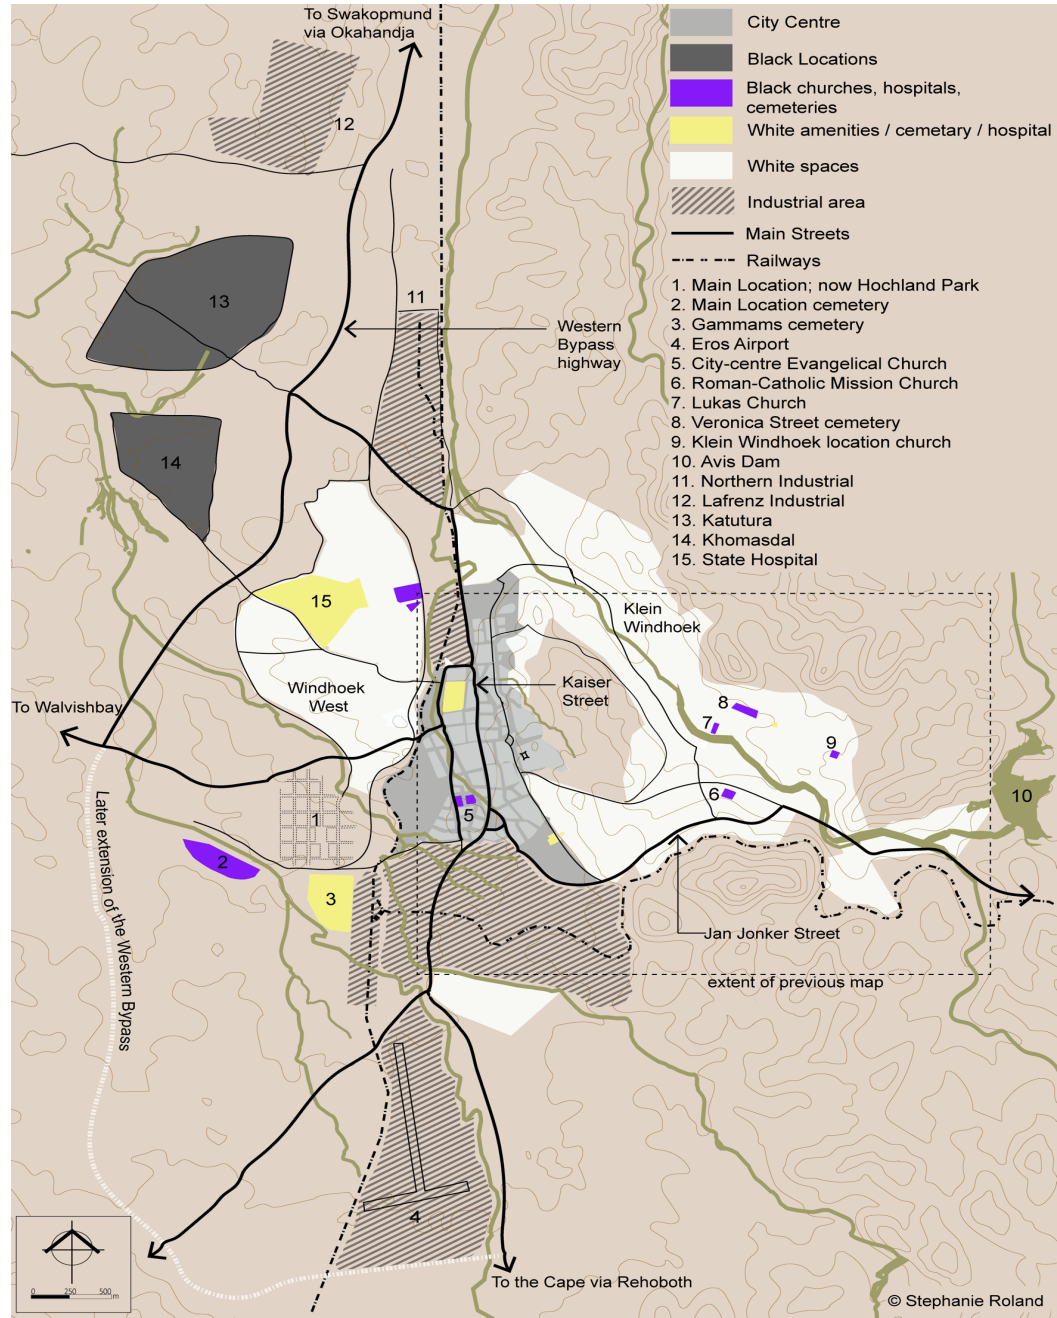 To Swakopmund
via Okahandja
City Centre
Black Locations
Black churches, hospitals,
cemeteries
White amenities / cemetary / hospital
White spaces
Industrial area
Main Streets
Railways
1. Main Location; now Hochland Park
2. Main Location cemetery
3. Gammams cemetery
4. Eros Airport
5. City-centre Evangelical Church
6. Roman-Catholic Mission Church
7. Lukas Church
8. Veronica Street cemetery
9. Klein Windhoek location church
10. Avis Dam
11. Northern Industrial
12. Lafrenz Industrial
13. Katutura
14. Khomasdal
15. State Hospital
12
13
11
Western
Bypass
highway
14
15
Klein
Windhoek
Windhoek
West
Kaiser
Street
To Walvishbay
8
7
9
6
10
5
1
2
3
Later extension of the Western Bypass
Jan Jonker Street
extent of previous map
4
To the Cape via Rehoboth
0 250 500 m
© Stephanie Roland